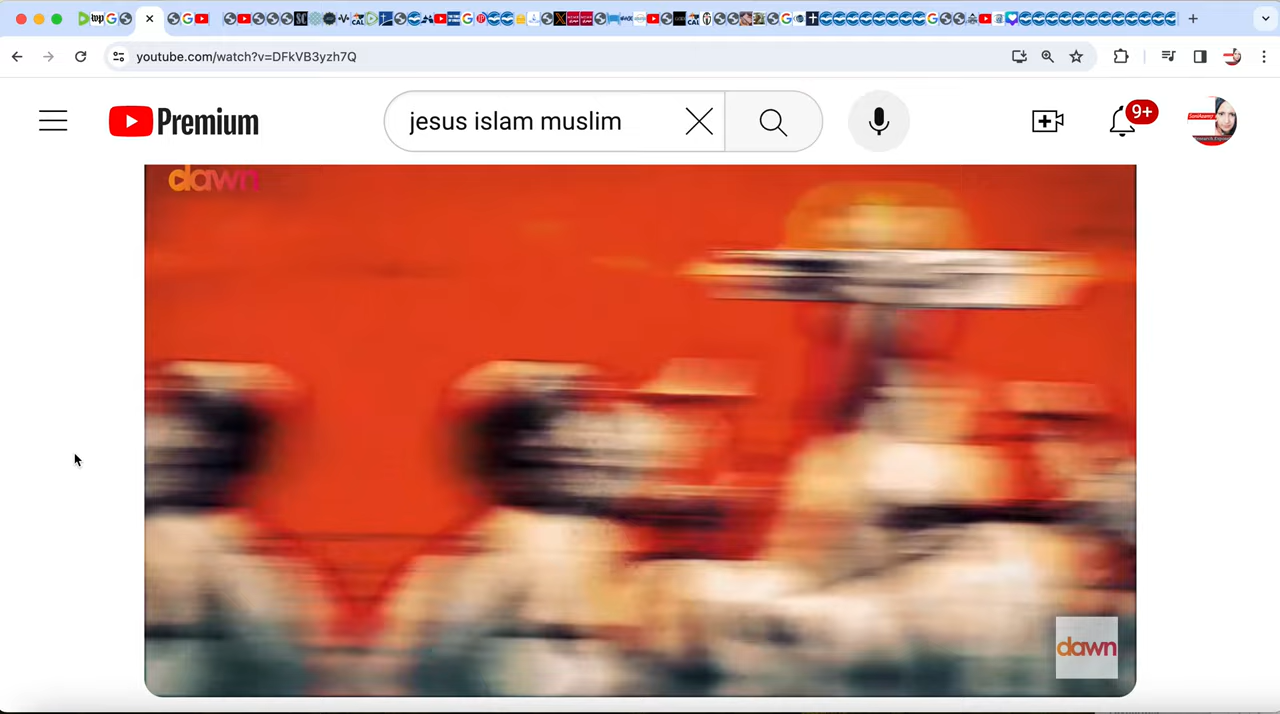 youtube.com/watch?v=DFkVB3yzh7Q
Premium
jesus islam muslim
9+
dawn
dawn